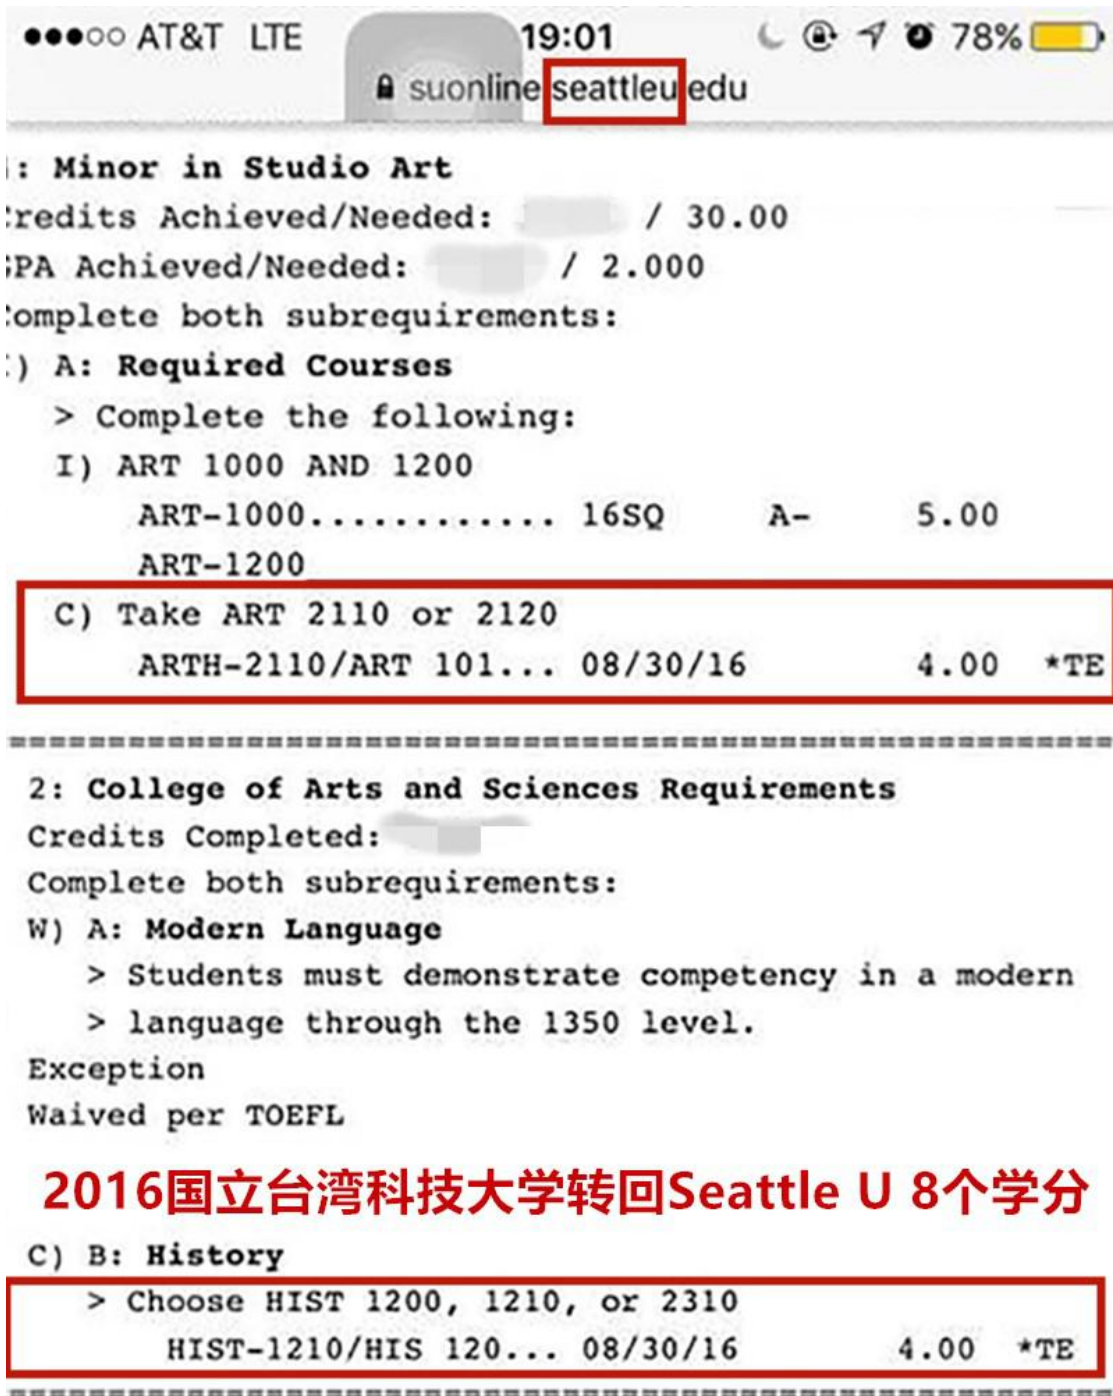 AT&T LTE 19:01 78%
suonline.seattleu.edu
: Minor in Studio Art
redits Achieved/Needed: / 30.00
PA Achieved/Needed: / 2.000
omplete both subrequirements:
) A: Required Courses
> Complete the following:
I) ART 1000 AND 1200
ART-1000............ 16SQ A- 5.00
ART-1200
C) Take ART 2110 or 2120
ARTH-2110/ART 101... 08/30/16 4.00 *TE
2: College of Arts and Sciences Requirements
Credits Completed:
Complete both subrequirements:
W) A: Modern Language
> Students must demonstrate competency in a modern
> language through the 1350 level.
Exception
Waived per TOEFL
2016国立台湾科技大学转回Seattle U 8个学分
C) B: History
> Choose HIST 1200, 1210, or 2310
HIST-1210/HIS 120... 08/30/16 4.00 *TE